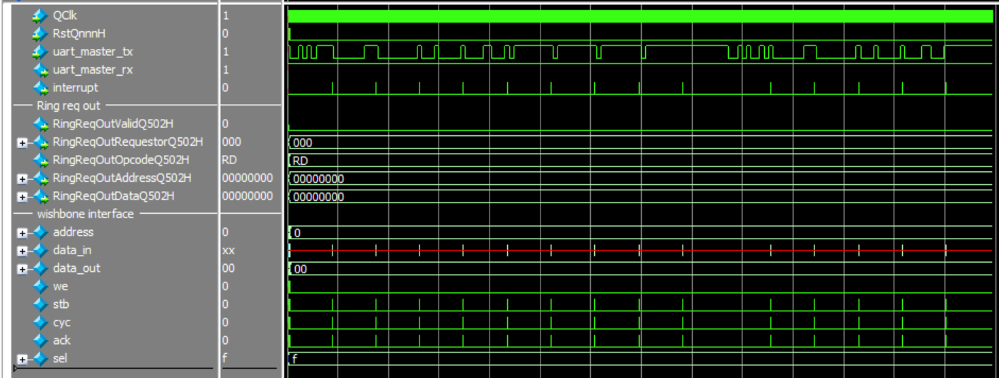 QClk 1
RstQnnnH 0
uart_master_tx 1
uart_master_rx 1
interrupt 0
Ring req out
RingReqOutValidQ502H 0
RingReqOutRequestorQ502H 000 000
RingReqOutOpcodeQ502H RD RD
RingReqOutAddressQ502H 00000000 00000000
RingReqOutDataQ502H 00000000 00000000
wishbone interface
address 0 0
data_in xx
data_out 00 00
we 0
stb 0
cyc 0
ack 0
sel f f